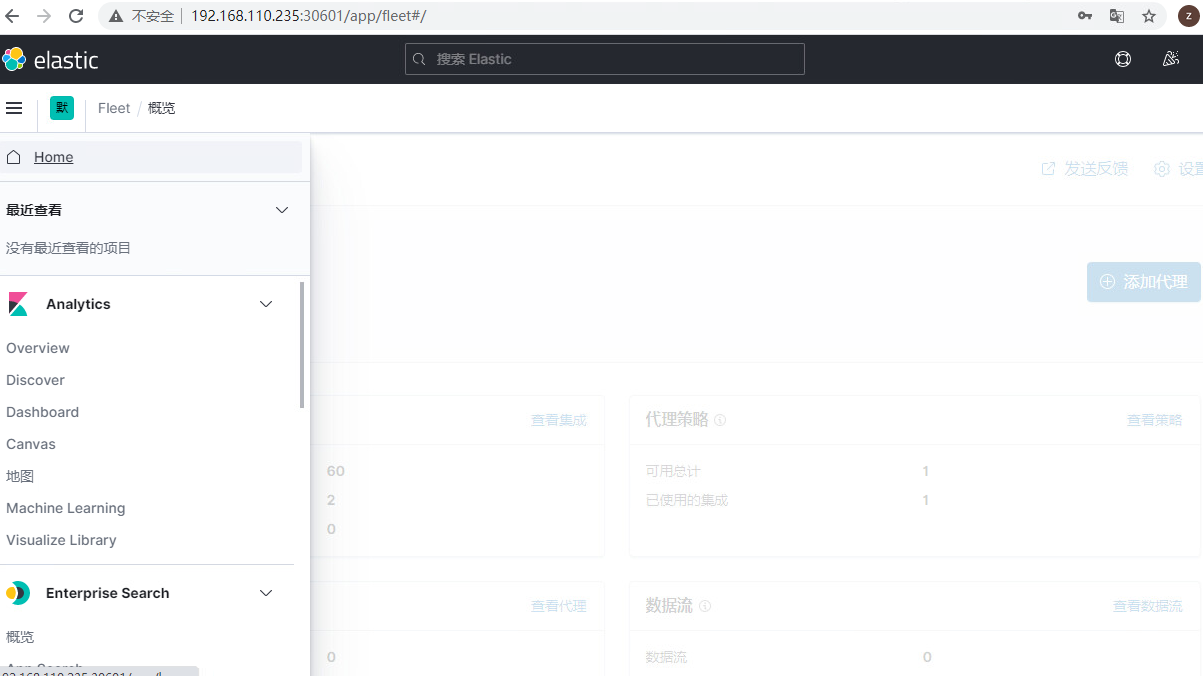 不安全 192.168.110.235:30601/app/fleet#/
Z
elastic
搜索 Elastic
默 Fleet / 概览
Home
最近查看
没有最近查看的项目
Analytics
Overview
Discover
Dashboard
Canvas
地图
Machine Learning
Visualize Library
Enterprise Search
概览
发送反馈 设置
添加代理
查看集成
60
2
0
代理策略 查看策略
可用总计 1
已使用的集成 1
查看代理
0
数据流 查看数据流
数据流 0